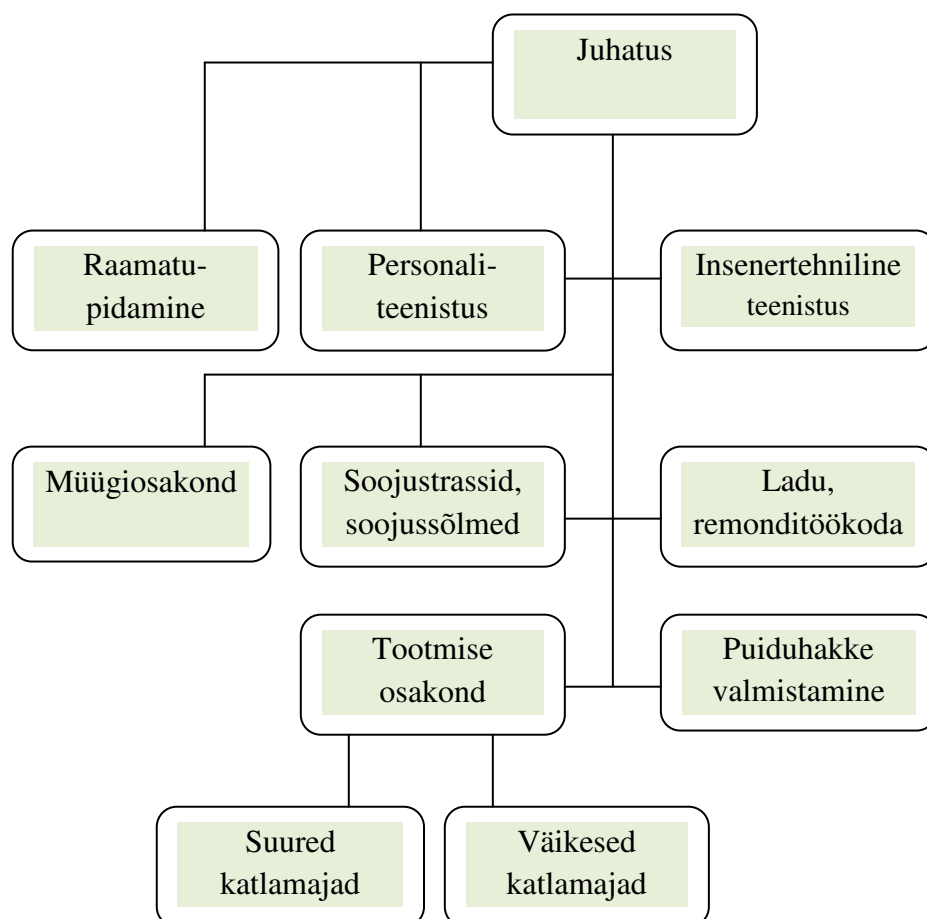 Juhatus
Raamatu-
pidamine
Personali-
teenistus
Insenertehniline
teenistus
Müügiosakond
Soojustrassid,
soojussõlmed
Ladu,
remonditöökoda
Tootmise
osakond
Puiduhakke
valmistamine
Suured
katlamajad
Väikesed
katlamajad